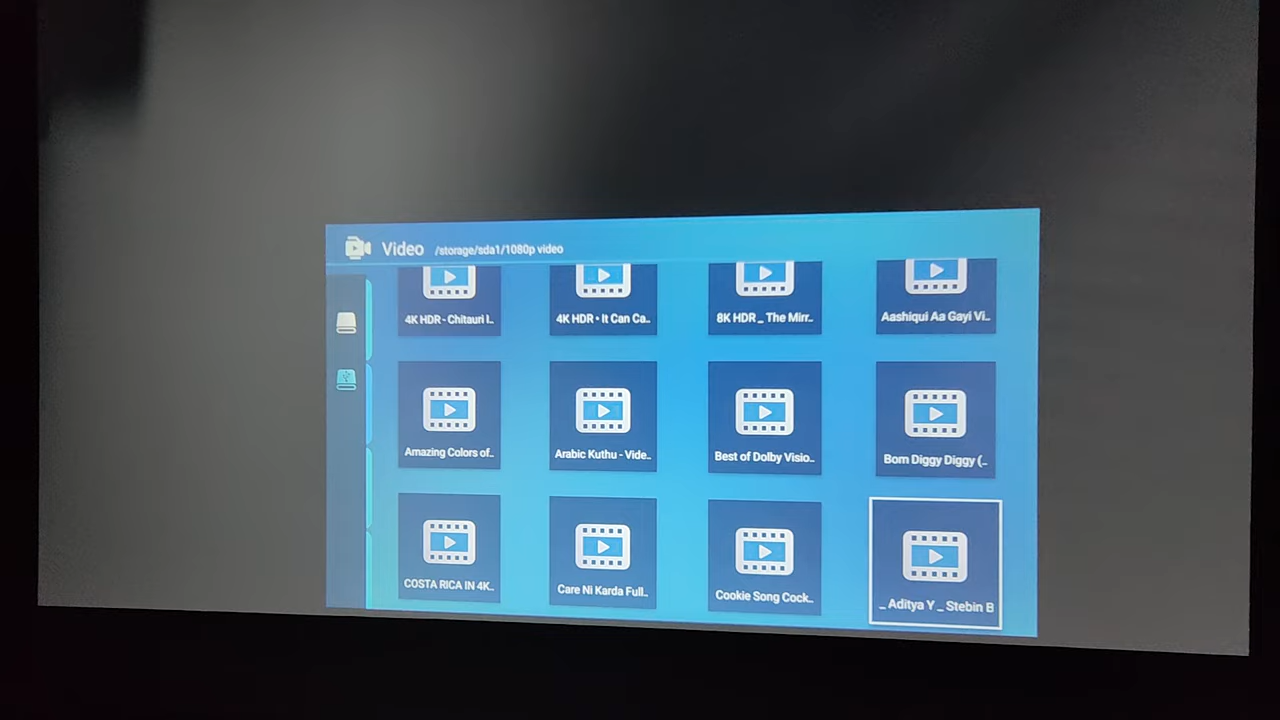 Video /storage/sda1/1080p video
4K HDR - Chitauri I..
4K HDR • It Can Ca..
8K HDR _ The Mirr..
Aashiqui Aa Gayi Vi..
Amazing Colors of..
Arabic Kuthu - Vide..
Best of Dolby Visio..
Bom Diggy Diggy (..
COSTA RICA IN 4K..
Care Ni Karda Full..
Cookie Song Cock..
_ Aditya Y _ Stebin B